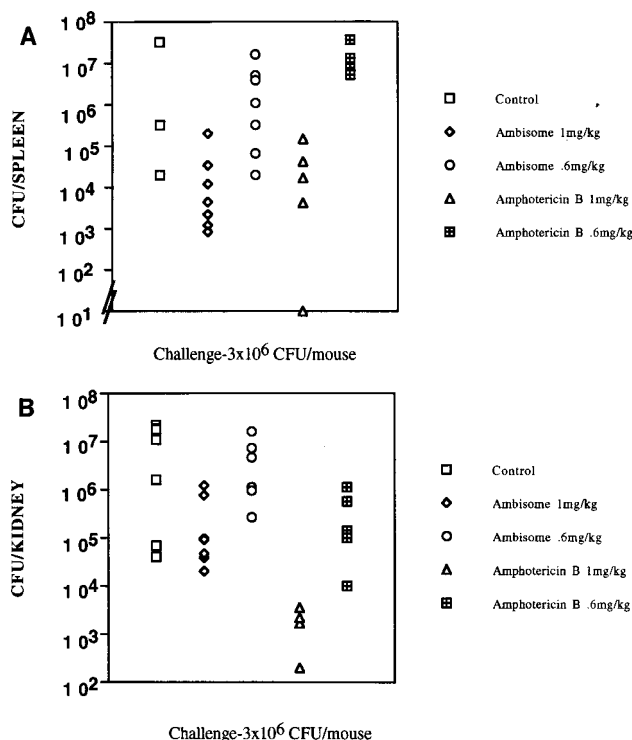 A
CFU/SPLEEN
10^8
10^7
10^6
10^5
10^4
10^3
10^2
10^1
Challenge-3x10^6 CFU/mouse
Control
Ambisome 1mg/kg
Ambisome .6mg/kg
Amphotericin B 1mg/kg
Amphotericin B .6mg/kg
B
CFU/KIDNEY
10^8
10^7
10^6
10^5
10^4
10^3
10^2
Challenge-3x10^6 CFU/mouse
Control
Ambisome 1mg/kg
Ambisome .6mg/kg
Amphotericin B 1mg/kg
Amphotericin B .6mg/kg